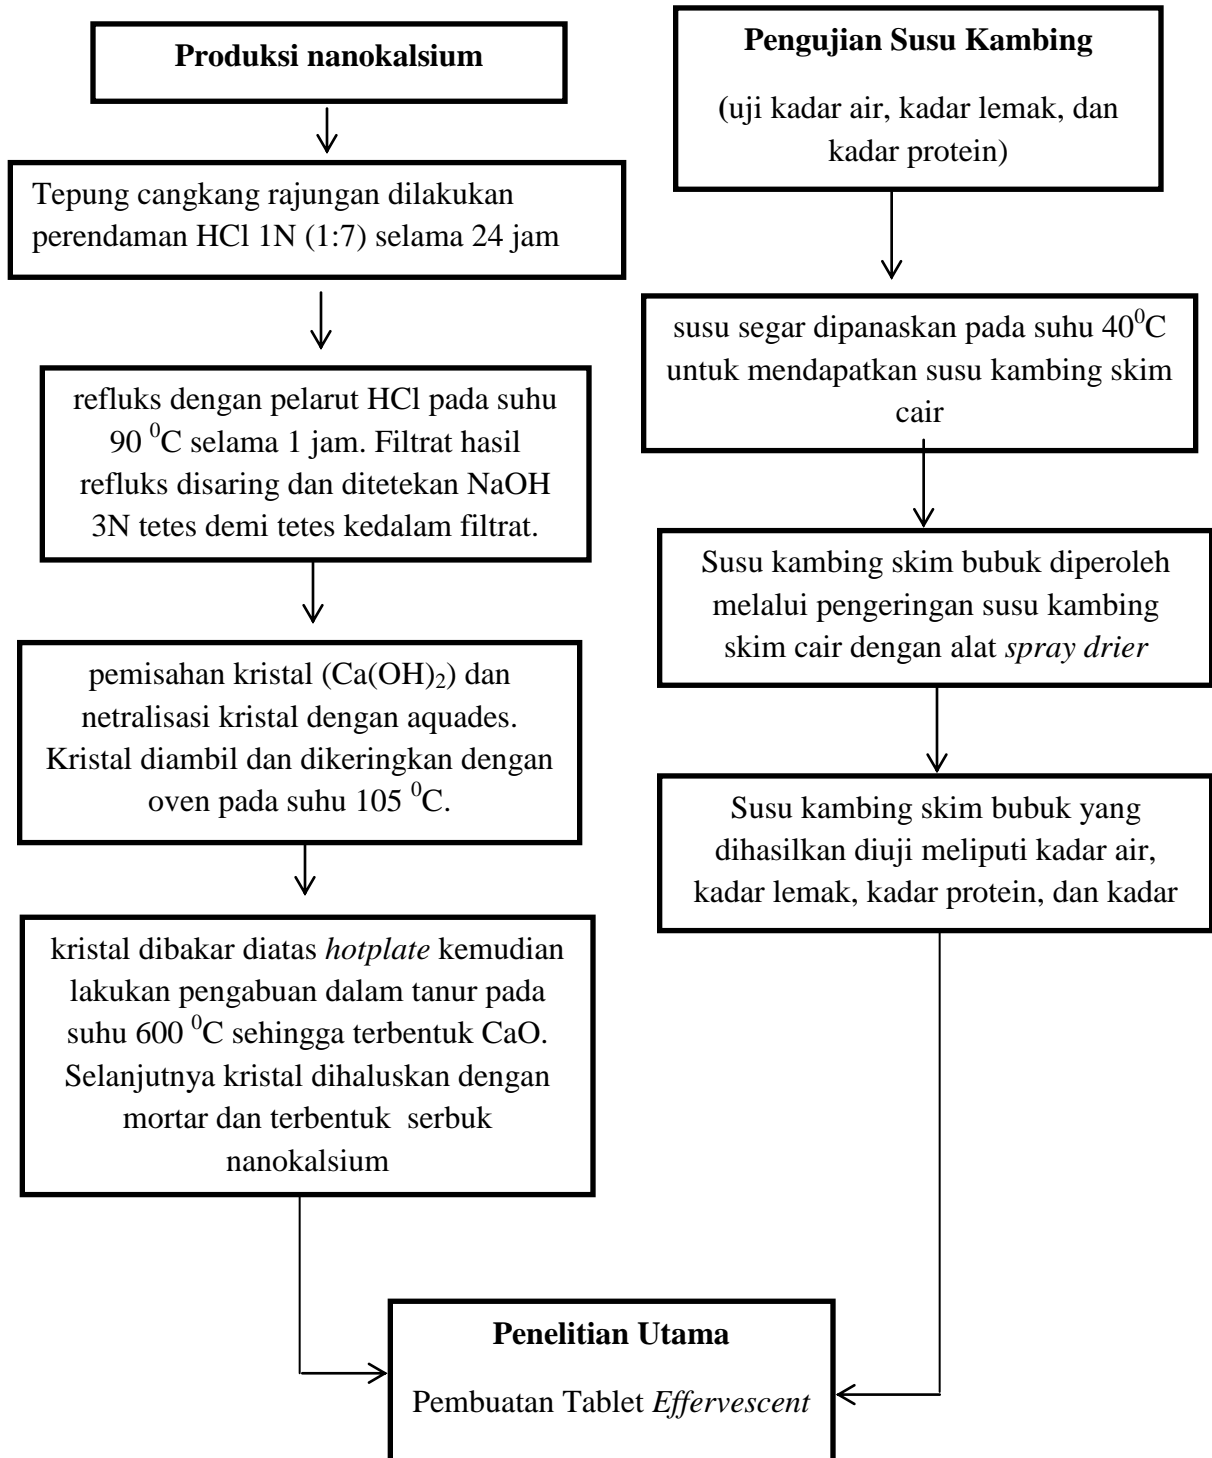 Produksi nanokalsium
Tepung cangkang rajungan dilakukan
perendaman HCl 1N (1:7) selama 24 jam
refluks dengan pelarut HCl pada suhu
90 ⁰C selama 1 jam. Filtrat hasil
refluks disaring dan ditetekan NaOH
3N tetes demi tetes kedalam filtrat.
pemisahan kristal (Ca(OH)₂) dan
netralisasi kristal dengan aquades.
Kristal diambil dan dikeringkan dengan
oven pada suhu 105 ⁰C.
kristal dibakar diatas hotplate kemudian
lakukan pengabuan dalam tanur pada
suhu 600 ⁰C sehingga terbentuk CaO.
Selanjutnya kristal dihaluskan dengan
mortar dan terbentuk serbuk
nanokalsium
Pengujian Susu Kambing
(uji kadar air, kadar lemak, dan
kadar protein)
susu segar dipanaskan pada suhu 40⁰C
untuk mendapatkan susu kambing skim
cair
Susu kambing skim bubuk diperoleh
melalui pengeringan susu kambing
skim cair dengan alat spray drier
Susu kambing skim bubuk yang
dihasilkan diuji meliputi kadar air,
kadar lemak, kadar protein, dan kadar
Penelitian Utama
Pembuatan Tablet Effervescent